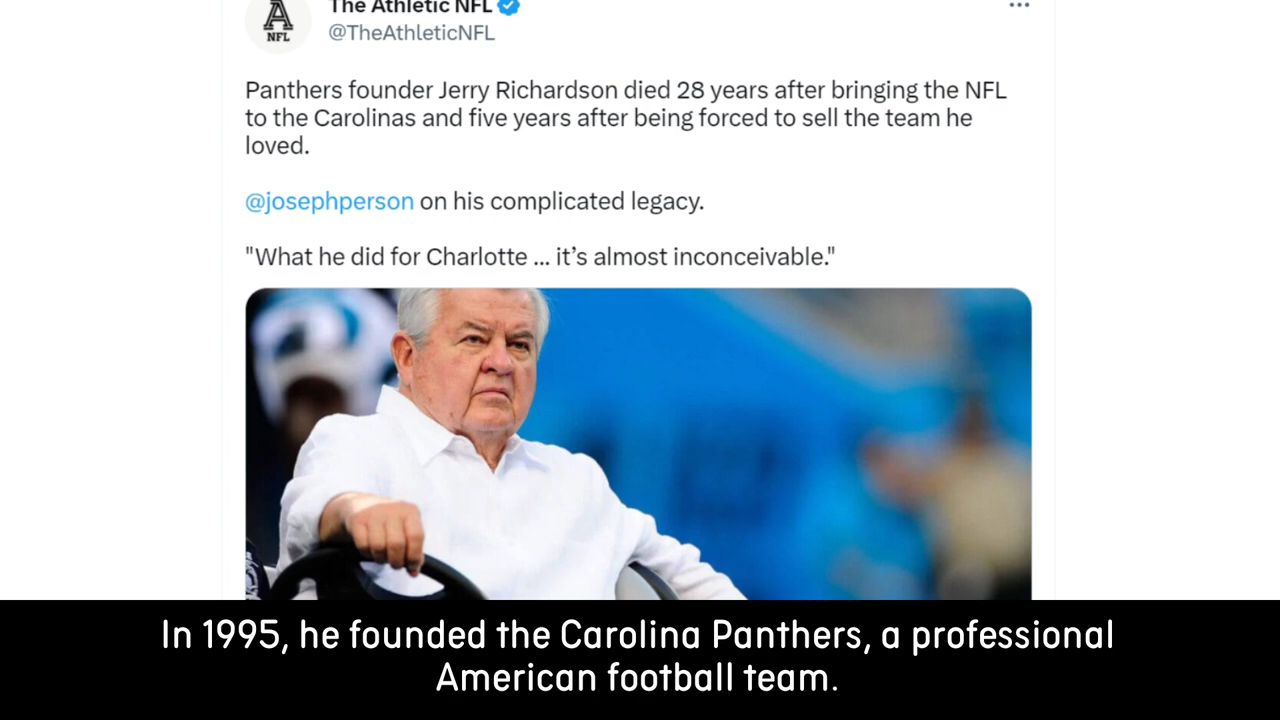 The Athletic NFL
A
NFL
@TheAthleticNFL
Panthers founder Jerry Richardson died 28 years after bringing the NFL
to the Carolinas and five years after being forced to sell the team he
loved.
@josephperson on his complicated legacy.
"What he did for Charlotte ... it’s almost inconceivable."
In 1995, he founded the Carolina Panthers, a professional
American football team.